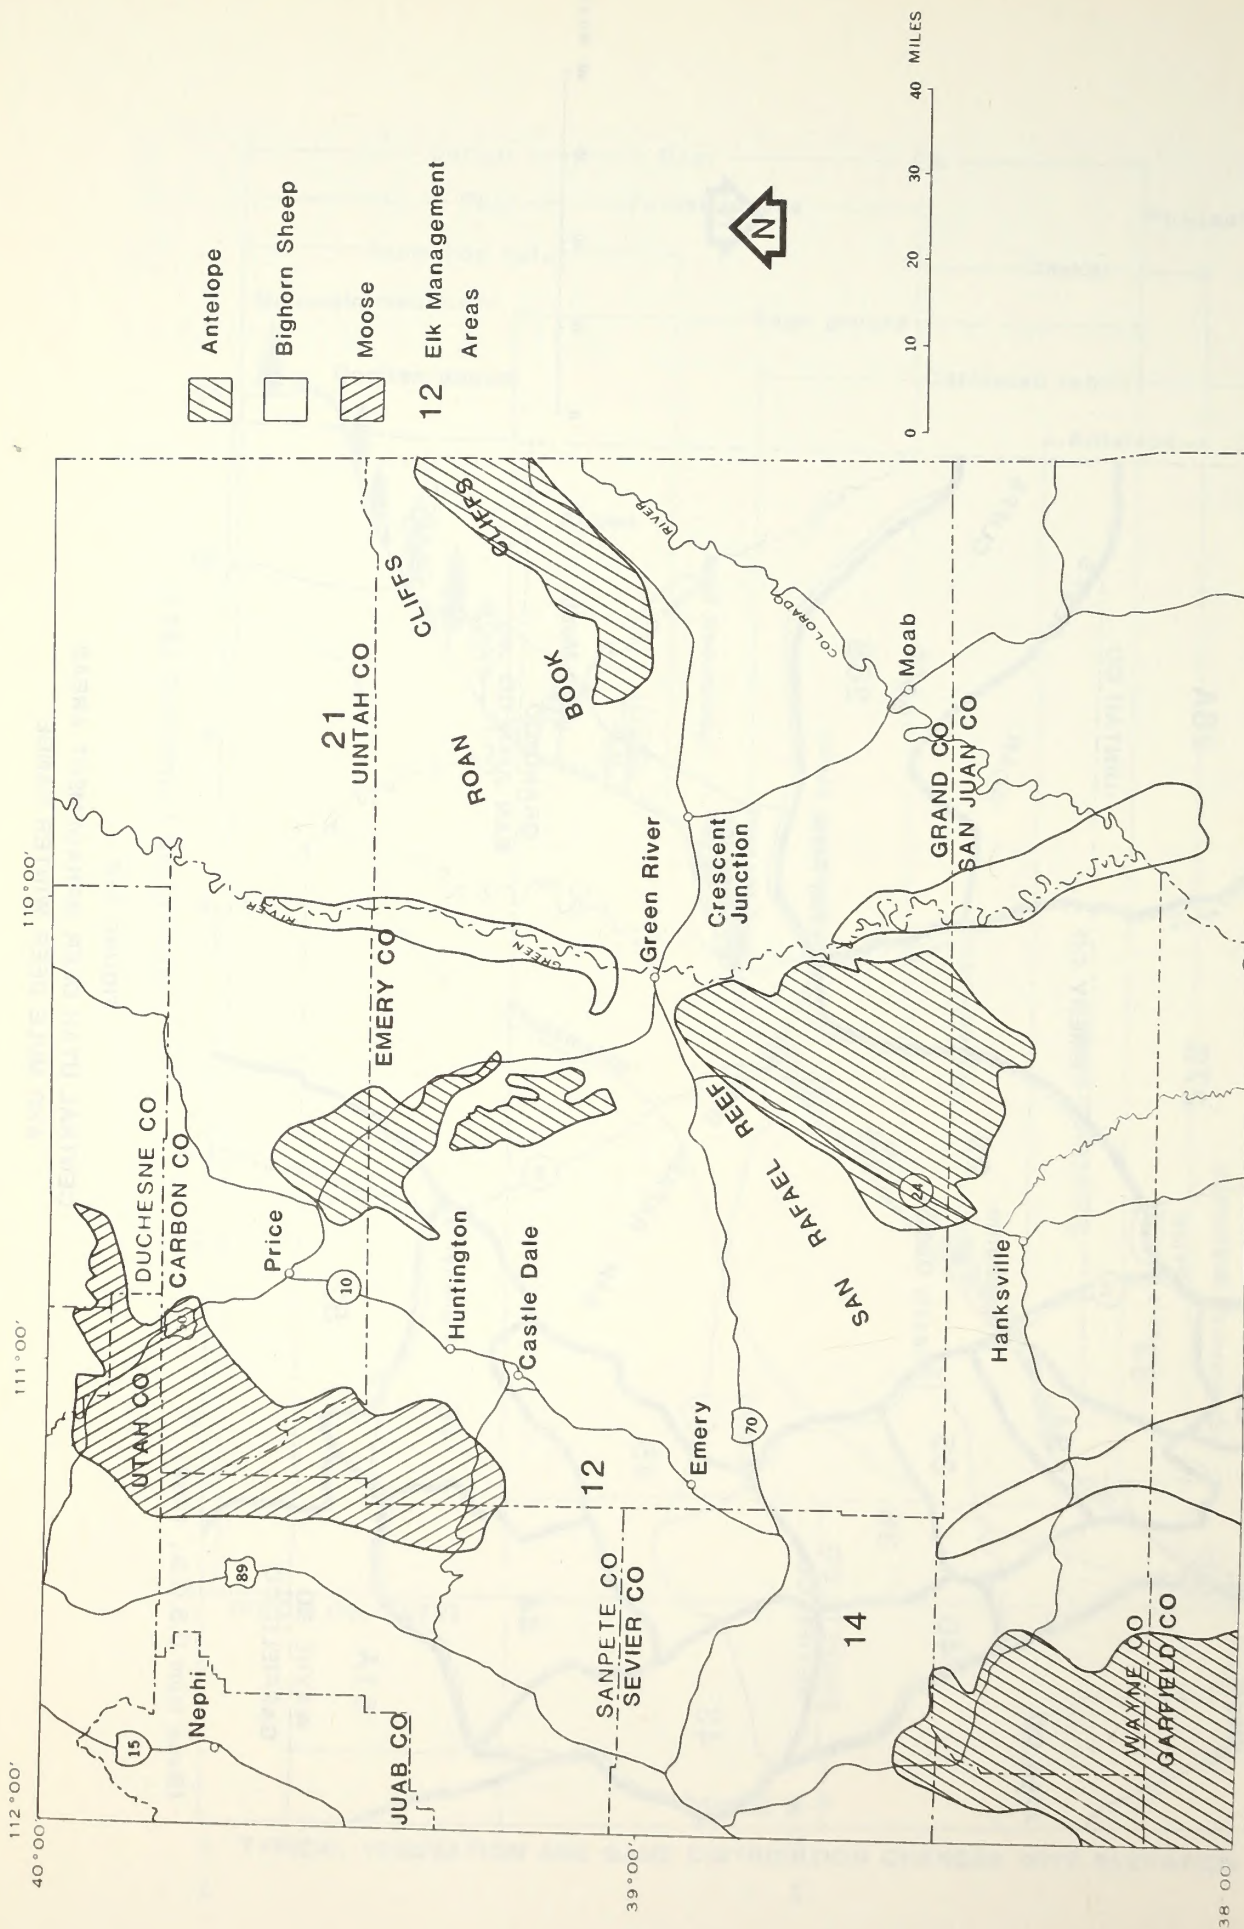 112°00'
111°00'
110°00'
40°00'
39°00'
38°00'
15
Nephi
JUAB CO
89
UTAH CO
DUCHESNE CO
CARBON CO
Price
10
Huntington
Castle Dale
EMERY CO
21
UINTAH CO
ROAN CLIFFS
BOOK CLIFFS
GREEN RIVER
Green River
Crescent
Junction
COLORADO RIVER
Moab
GRAND CO
SAN JUAN CO
12
Emery
70
SANPETE CO
SEVIER CO
14
SAN RAFAEL REEF
24
Hanksville
WAYNE CO
GARFIELD CO
Antelope
Bighorn Sheep
Moose
12 Elk Management
Areas
N
0 10 20 30 40 MILES